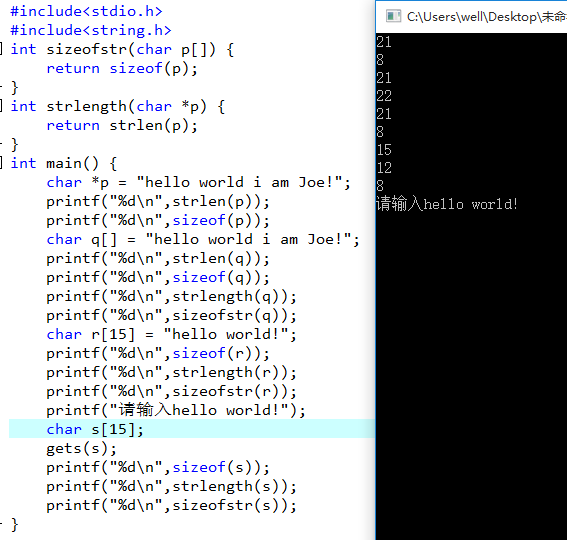 #include<stdio.h>
#include<string.h>
int sizeofstr(char p[]) {
    return sizeof(p);
}
int strlength(char *p) {
    return strlen(p);
}
int main() {
    char *p = "hello world i am Joe!";
    printf("%d\n",strlen(p));
    printf("%d\n",sizeof(p));
    char q[] = "hello world i am Joe!";
    printf("%d\n",strlen(q));
    printf("%d\n",sizeof(q));
    printf("%d\n",strlength(q));
    printf("%d\n",sizeofstr(q));
    char r[15] = "hello world!";
    printf("%d\n",sizeof(r));
    printf("%d\n",strlength(r));
    printf("%d\n",sizeofstr(r));
    printf("请输入hello world!");
    char s[15];
    gets(s);
    printf("%d\n",sizeof(s));
    printf("%d\n",strlength(s));
    printf("%d\n",sizeofstr(s));
}
C:\Users\well\Desktop\未命
21
8
21
22
21
8
15
12
8
请输入hello world!